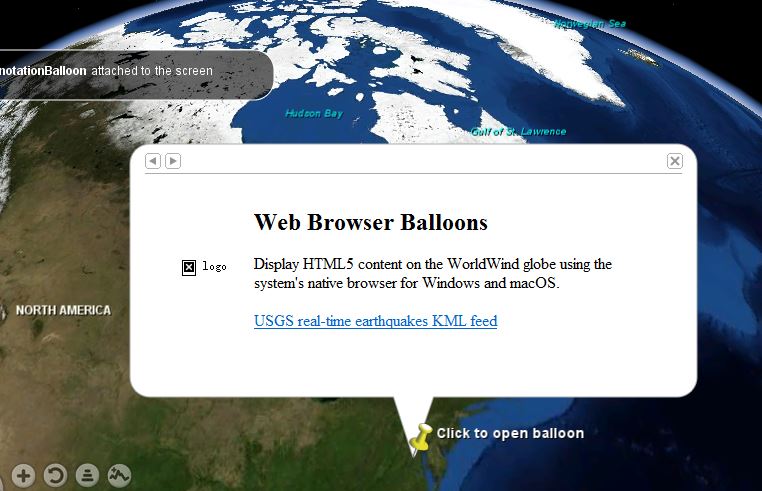 Norwegian Sea
notationBalloon attached to the screen
Hudson Bay
Gulf of St. Lawrence
Web Browser Balloons
logo
Display HTML5 content on the WorldWind globe using the
system's native browser for Windows and macOS.
USGS real-time earthquakes KML feed
NORTH AMERICA
Click to open balloon